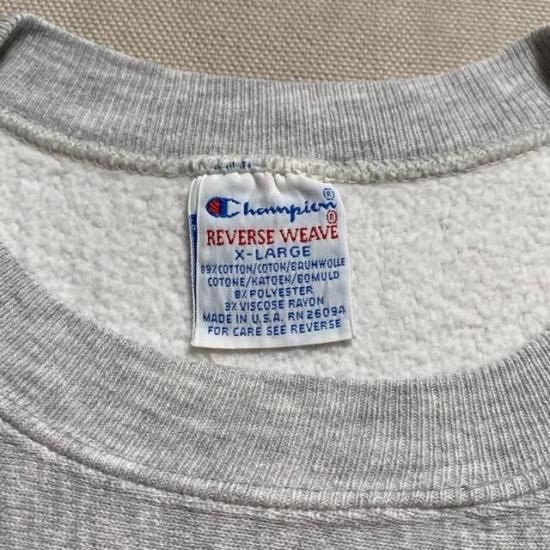 Champion®
REVERSE WEAVE®
X-LARGE
89% COTTON/COTON/BAUMWOLLE
COTONE/KATOEN/BOMULD
8% POLYESTER
3% VISCOSE RAYON
MADE IN U.S.A. RN 26094
FOR CARE SEE REVERSE